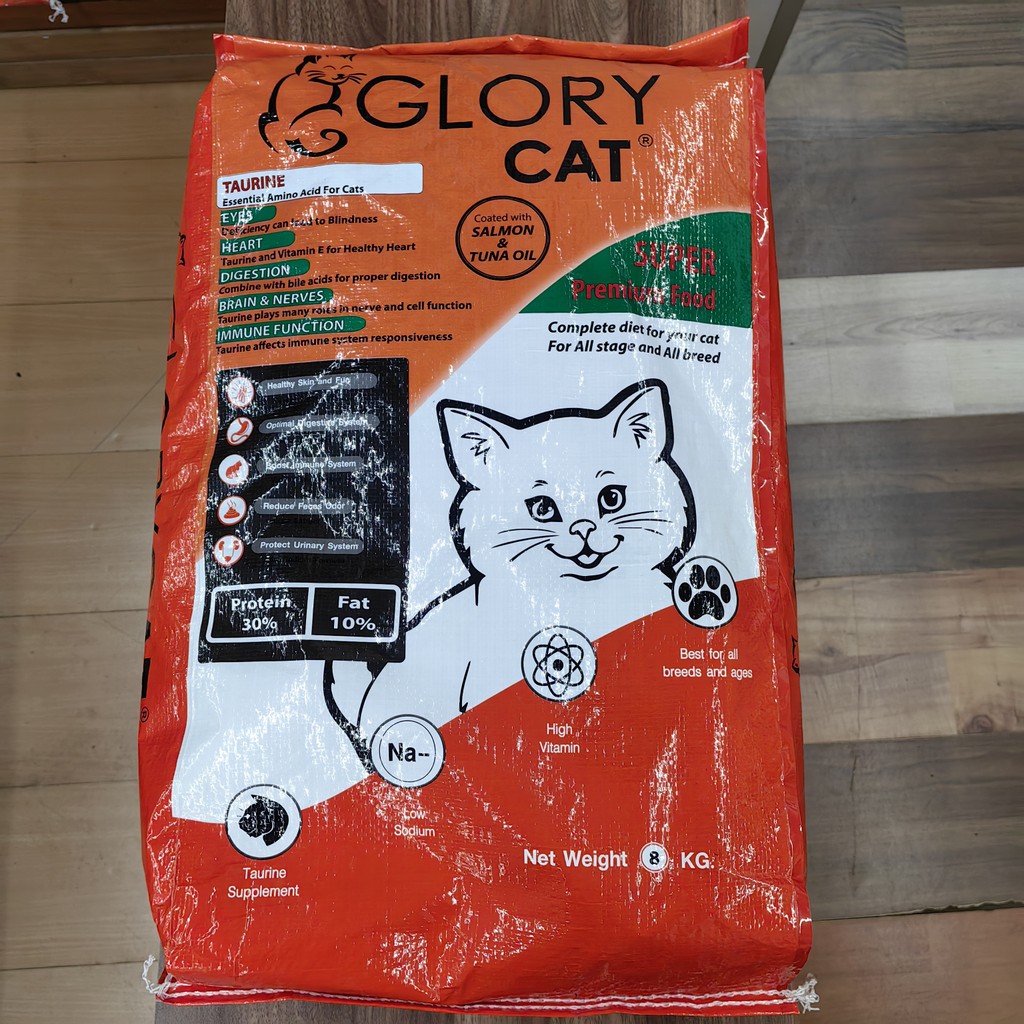 GLORY
CAT®
TAURINE
Essential Amino Acid For Cats
EYES
Deficiency can lead to Blindness
HEART
Taurine and Vitamin E for Healthy Heart
DIGESTION
Combine with bile acids for proper digestion
BRAIN & NERVES
Taurine plays many roles in nerve and cell function
IMMUNE FUNCTION
Taurine affects immune system responsiveness
Coated with
SALMON
&
TUNA OIL
SUPER
Premium Food
Complete diet for your cat
For All stage and All breed
Healthy Skin and Fur
Optimal Digestive System
Boost Immune System
Reduce Feces Odor
Protect Urinary System
Protein
30%
Fat
10%
Best for all
breeds and ages
High
Vitamin
Na--
Low
Sodium
Taurine
Supplement
Net Weight 8 KG.